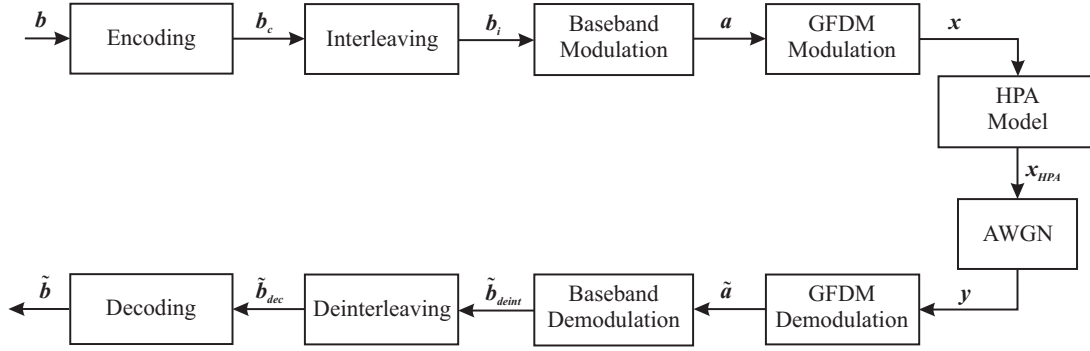 b
Encoding
b_c
Interleaving
b_i
Baseband
Modulation
a
GFDM
Modulation
x
HPA
Model
x_HPA
AWGN
y
GFDM
Demodulation
ã
Baseband
Demodulation
b̃_deint
Deinterleaving
b̃_dec
Decoding
b̃